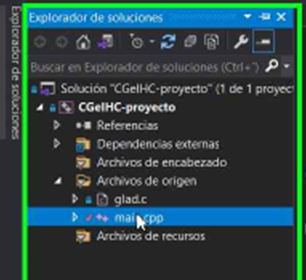 Explorador de soluciones
Explorador de soluciones
Buscar en Explorador de soluciones (Ctrl+
Solución "CGeIHC-proyecto" (1 de 1 proyect
CGeIHC-proyecto
Referencias
Dependencias externas
Archivos de encabezado
Archivos de origen
glad.c
main.cpp
Archivos de recursos